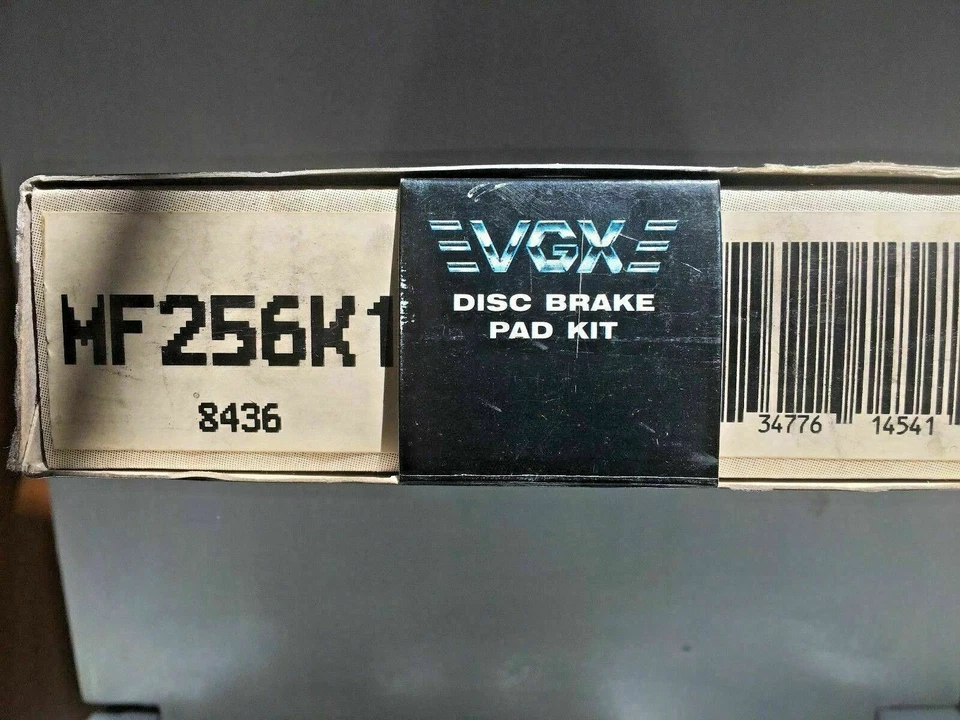 MF256K1
8436
VGX
DISC BRAKE
PAD KIT
34776 14541